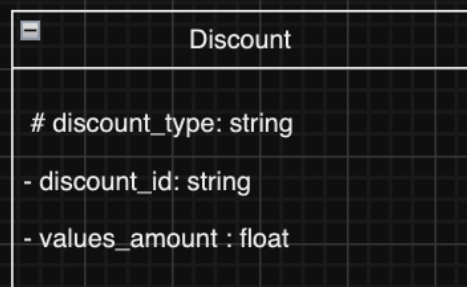 Discount
# discount_type: string
- discount_id: string
- values_amount : float